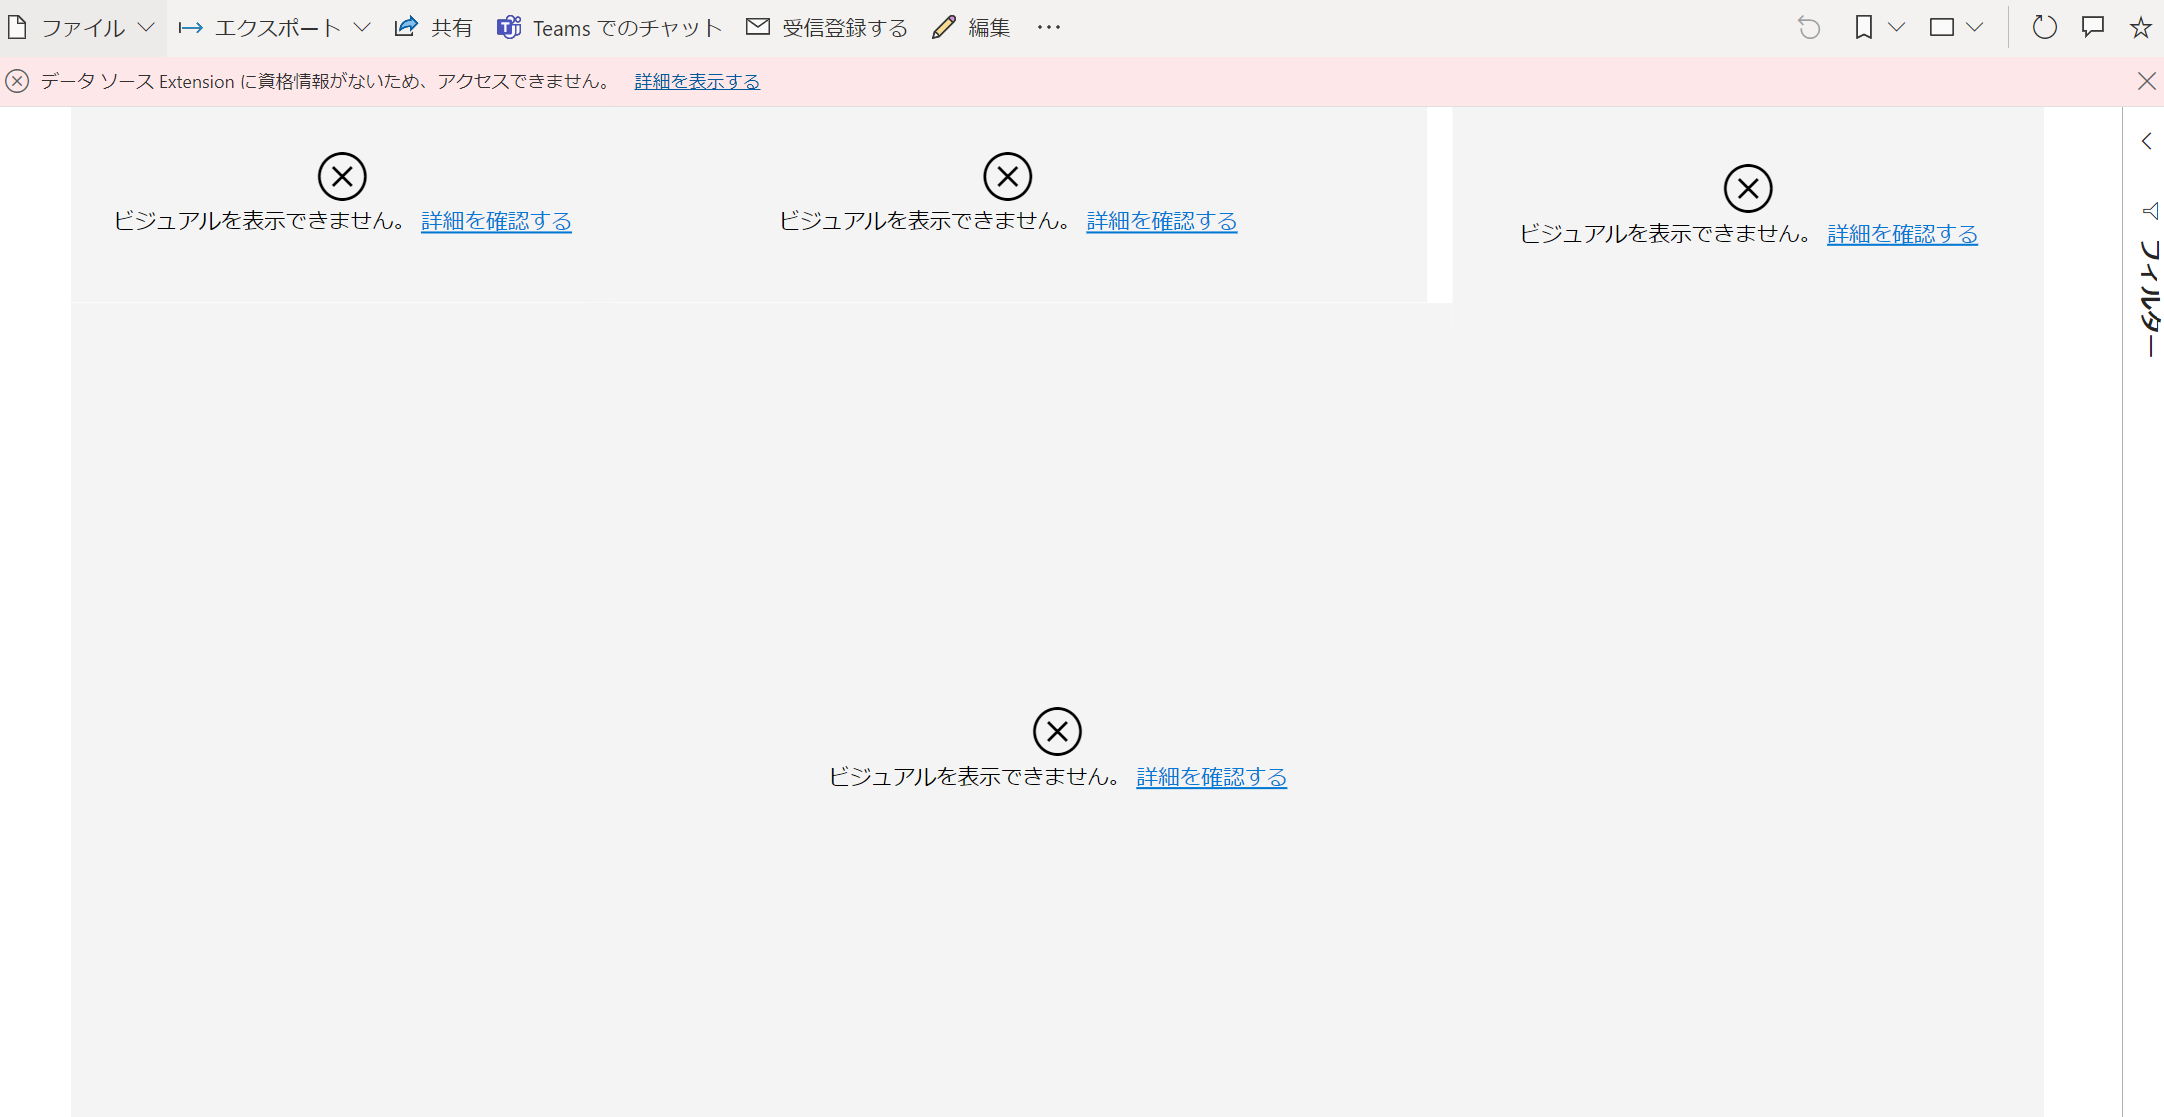 ファイル エクスポート 共有 Teams でのチャット 受信登録する 編集 …
データ ソース Extension に資格情報がないため、アクセスできません。 詳細を表示する
ビジュアルを表示できません。 詳細を確認する
ビジュアルを表示できません。 詳細を確認する
ビジュアルを表示できません。 詳細を確認する
フィルター
ビジュアルを表示できません。 詳細を確認する